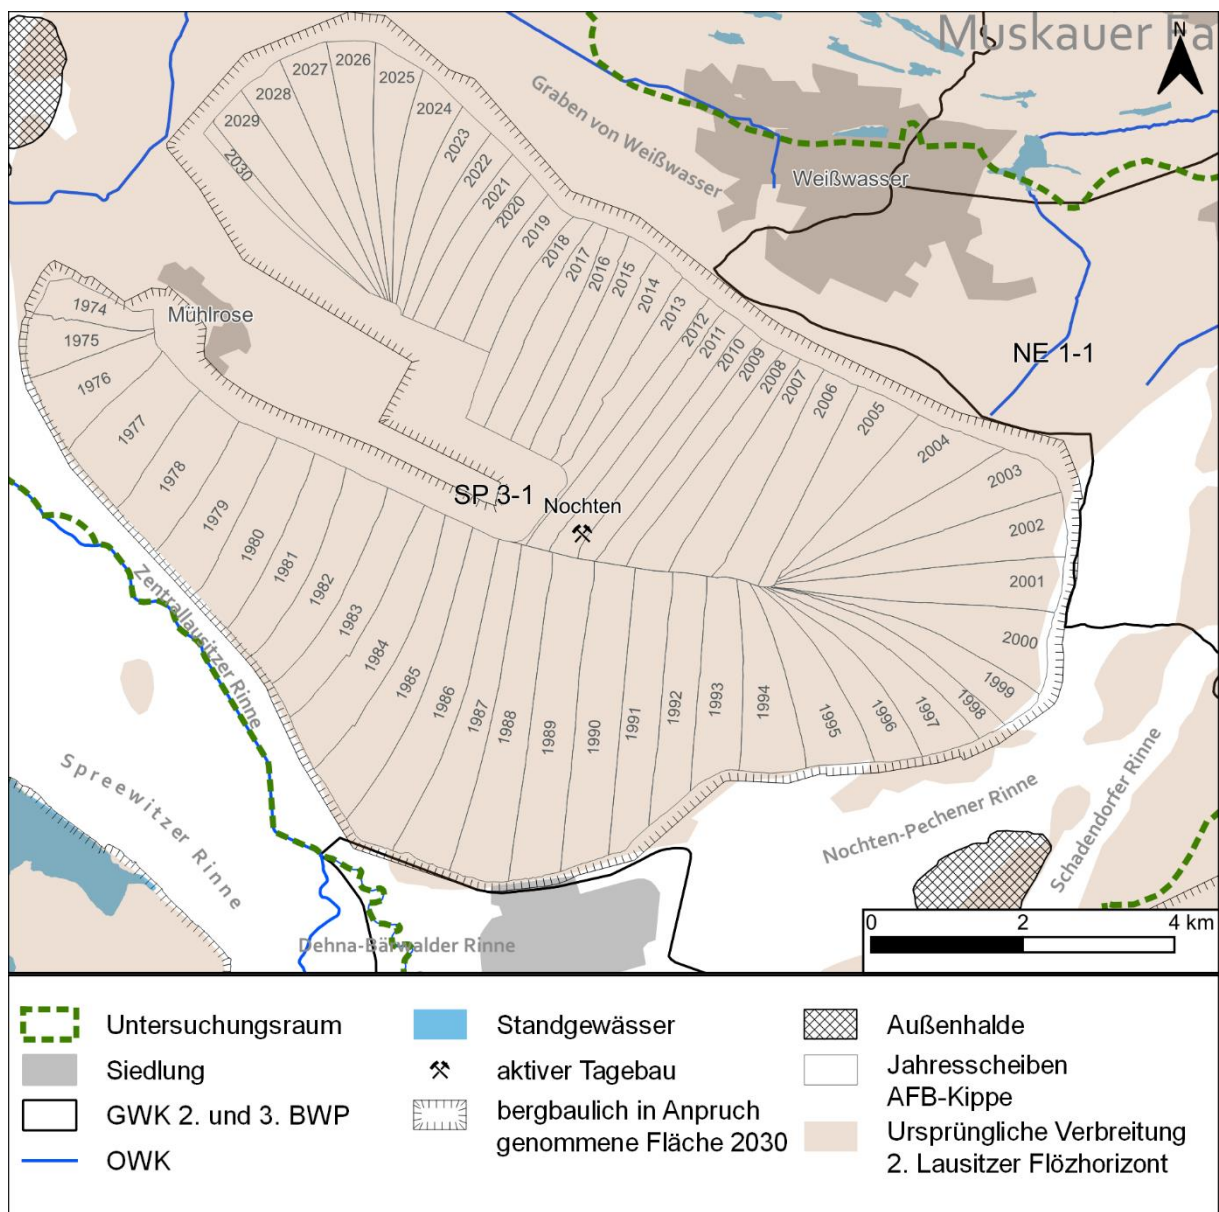 Muskauer Fa
N
Graben von Weißwasser
Weißwasser
2026
2027
2025
2028
2024
2029
2023
2030
2022
2021
2020
2019
2018
2017
2016
2015
2014
2013
2012
2011
2010
2009
2008
2007
2006
2005
2004
2003
2002
2001
2000
1999
1998
1997
1996
1995
1994
1993
1992
1991
1990
1989
1988
1987
1986
1985
1984
1983
1982
1981
1980
1979
1978
1977
1976
1975
1974
Mühlrose
NE 1-1
SP 3-1
Nochten
Zentrallausitzer Rinne
Spreewitzer Rinne
Dehna-Bärwalder Rinne
Nochten-Pechener Rinne
Schadendorfer Rinne
0 2 4 km
Untersuchungsraum
Siedlung
GWK 2. und 3. BWP
OWK
Standgewässer
aktiver Tagebau
bergbaulich in Anspruch
genommene Fläche 2030
Außenhalde
Jahresscheiben
AFB-Kippe
Ursprüngliche Verbreitung
2. Lausitzer Flözhorizont